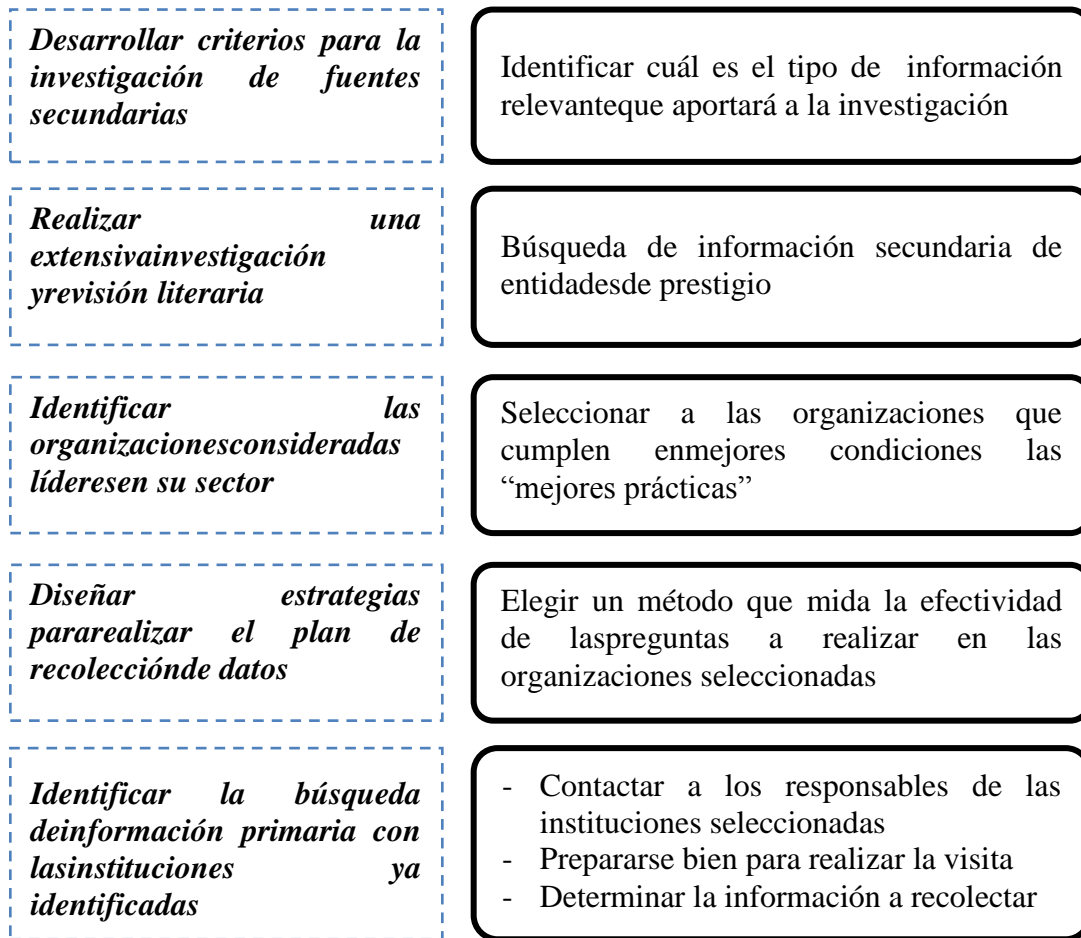 Desarrollar criterios para la
investigación de fuentes
secundarias
Identificar cuál es el tipo de información
relevanteque aportará a la investigación
Realizar una
extensivainvestigación
yrevisión literaria
Búsqueda de información secundaria de
entidadesde prestigio
Identificar las
organizacionesconsideradas
líderesen su sector
Seleccionar a las organizaciones que
cumplen enmejores condiciones las
“mejores prácticas”
Diseñar estrategias
pararealizar el plan de
recolecciónde datos
Elegir un método que mida la efectividad
de laspreguntas a realizar en las
organizaciones seleccionadas
Identificar la búsqueda
deinformación primaria con
lasinstituciones ya
identificadas
- Contactar a los responsables de las
instituciones seleccionadas
- Prepararse bien para realizar la visita
- Determinar la información a recolectar